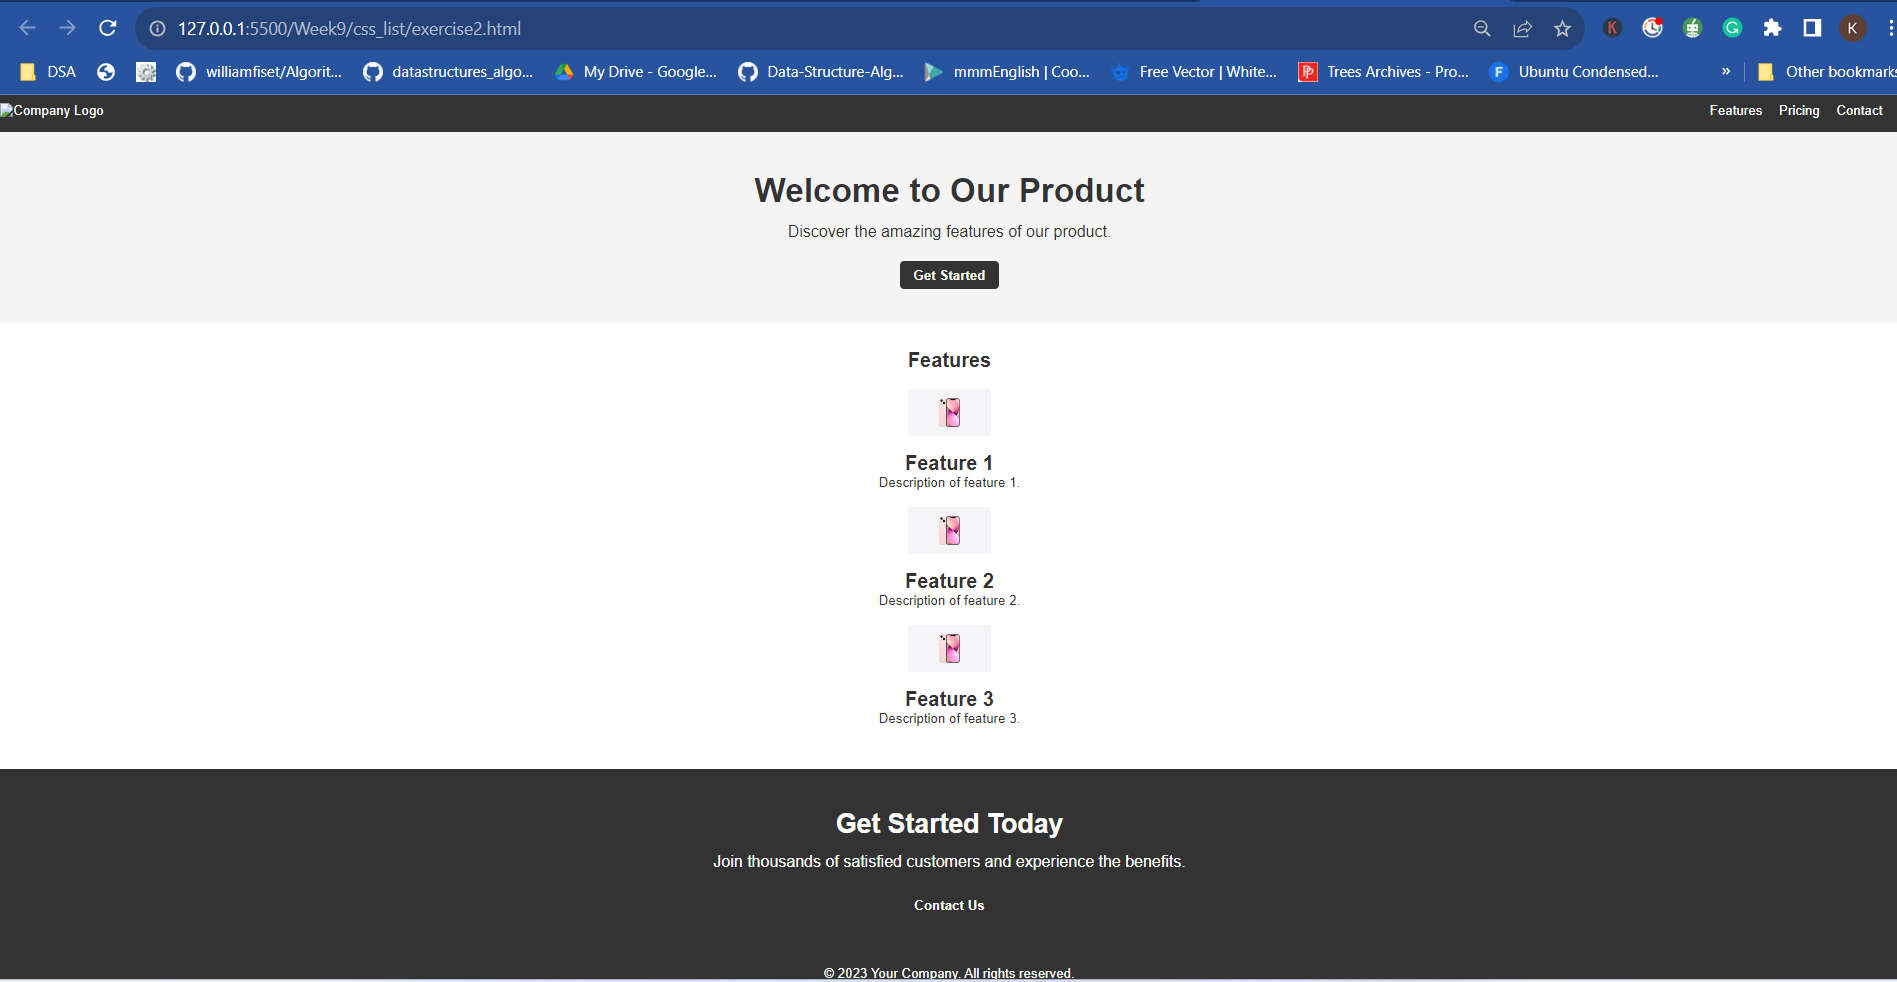 127.0.0.1:5500/Week9/css_list/exercise2.html
K
G
K
DSA
williamfiset/Algorit...
datastructures_algo...
My Drive - Google...
Data-Structure-Alg...
mmmEnglish | Coo...
Free Vector | White...
Trees Archives - Pro...
F
Ubuntu Condensed...
»
Other bookmarks
Company Logo
Features
Pricing
Contact
Welcome to Our Product
Discover the amazing features of our product.
Get Started
Features
Feature 1
Description of feature 1.
Feature 2
Description of feature 2.
Feature 3
Description of feature 3.
Get Started Today
Join thousands of satisfied customers and experience the benefits.
Contact Us
© 2023 Your Company. All rights reserved.